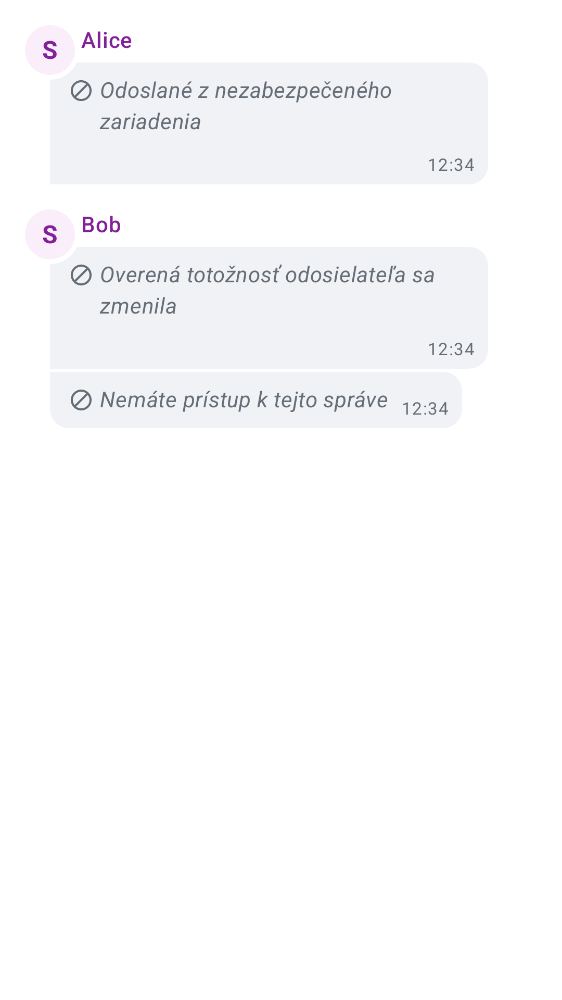 S
Alice
Odoslané z nezabezpečeného
zariadenia
12:34
S
Bob
Overená totožnosť odosielateľa sa
zmenila
12:34
Nemáte prístup k tejto správe
12:34